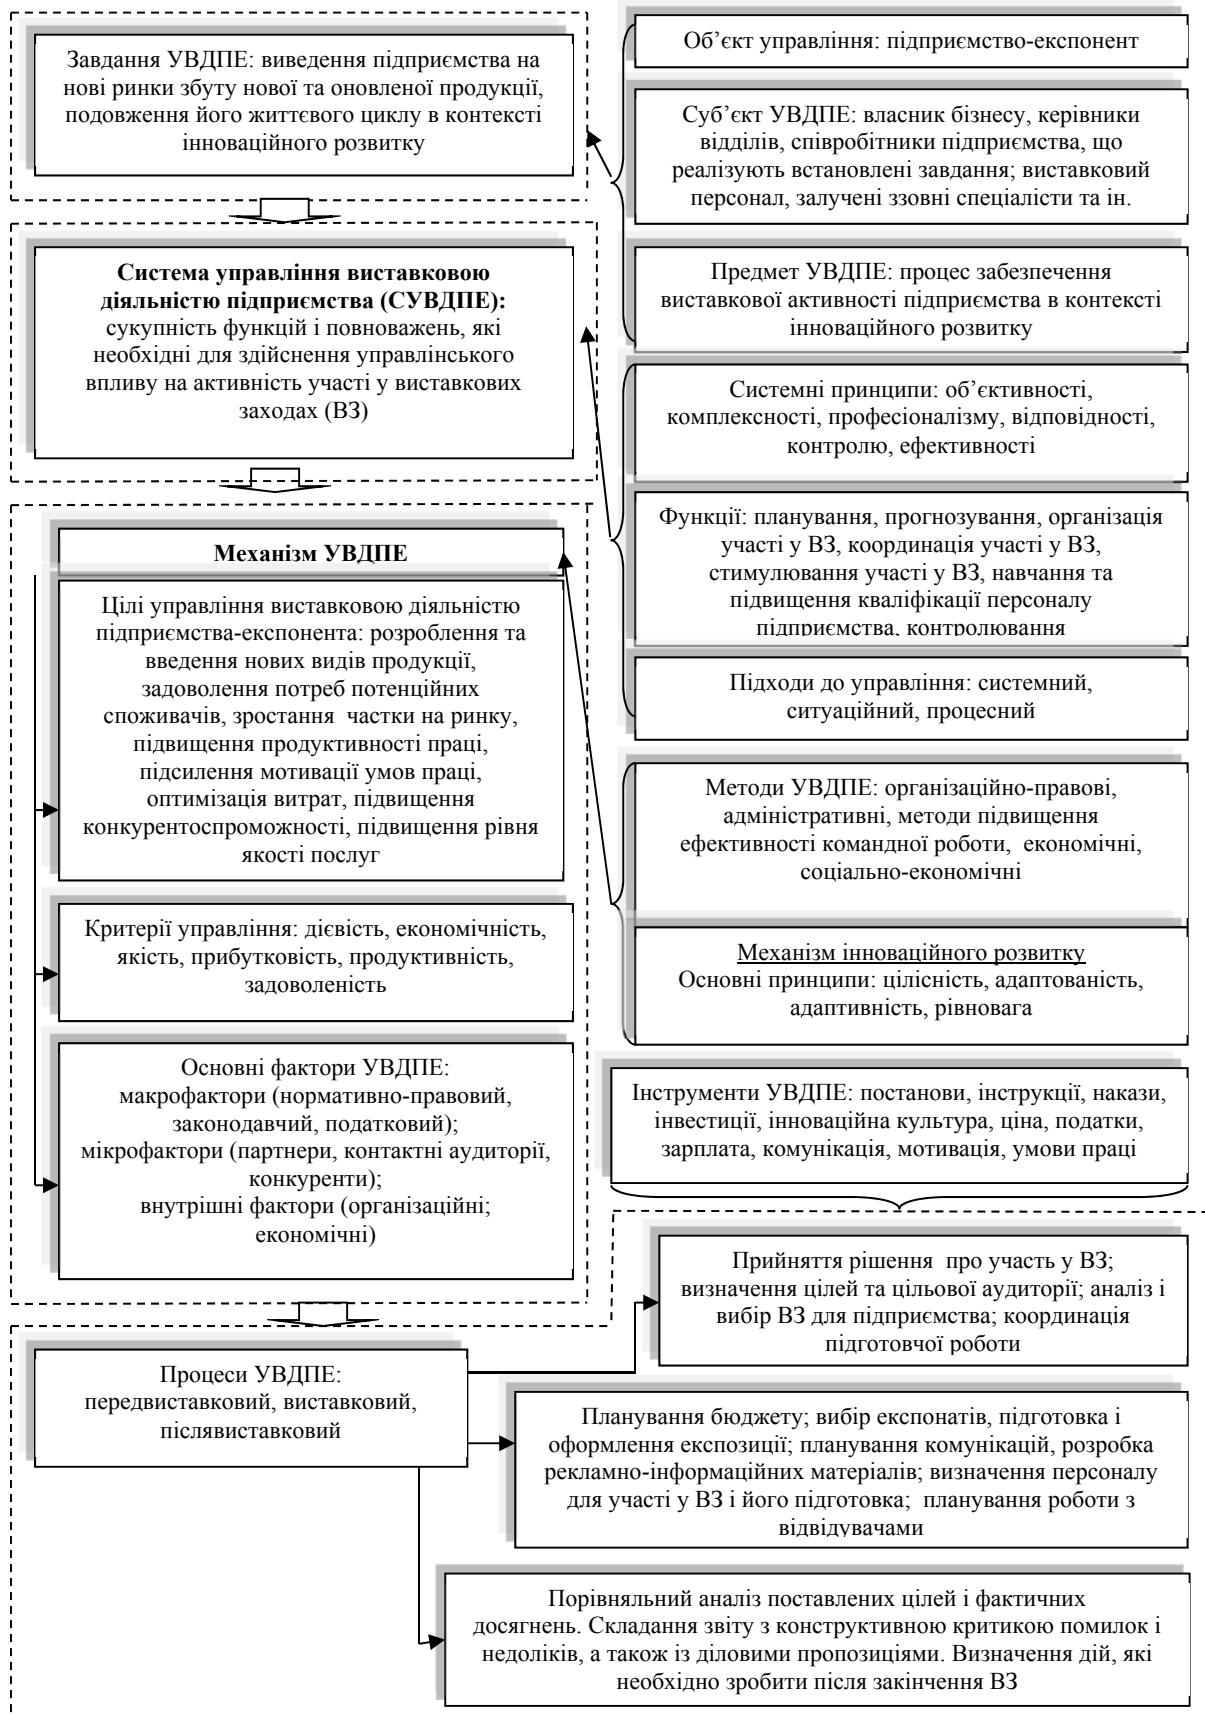 Завдання УВДПЕ: виведення підприємства на
нові ринки збуту нової та оновленої продукції,
подовження його життєвого циклу в контексті
інноваційного розвитку
Об’єкт управління: підприємство-експонент
Суб’єкт УВДПЕ: власник бізнесу, керівники
відділів, співробітники підприємства, що
реалізують встановлені завдання; виставковий
персонал, залучені ззовні спеціалісти та ін.
Предмет УВДПЕ: процес забезпечення
виставкової активності підприємства в контексті
інноваційного розвитку
Система управління виставковою
діяльністю підприємства (СУВДПЕ):
сукупність функцій і повноважень, які
необхідні для здійснення управлінського
впливу на активність участі у виставкових
заходах (ВЗ)
Системні принципи: об’єктивності,
комплексності, професіоналізму, відповідності,
контролю, ефективності
Функції: планування, прогнозування, організація
участі у ВЗ, координація участі у ВЗ,
стимулювання участі у ВЗ, навчання та
підвищення кваліфікації персоналу
підприємства, контролювання
Підходи до управління: системний,
ситуаційний, процесний
Механізм УВДПЕ
Цілі управління виставковою діяльністю
підприємства-експонента: розроблення та
введення нових видів продукції,
задоволення потреб потенційних
споживачів, зростання частки на ринку,
підвищення продуктивності праці,
підсилення мотивації умов праці,
оптимізація витрат, підвищення
конкурентоспроможності, підвищення рівня
якості послуг
Критерії управління: дієвість, економічність,
якість, прибутковість, продуктивність,
задоволеність
Основні фактори УВДПЕ:
макрофактори (нормативно-правовий,
законодавчий, податковий);
мікрофактори (партнери, контактні аудиторії,
конкуренти);
внутрішні фактори (організаційні;
економічні)
Методи УВДПЕ: організаційно-правові,
адміністративні, методи підвищення
ефективності командної роботи, економічні,
соціально-економічні
Механізм інноваційного розвитку
Основні принципи: цілісність, адаптованість,
адаптивність, рівновага
Інструменти УВДПЕ: постанови, інструкції, накази,
інвестиції, інноваційна культура, ціна, податки,
зарплата, комунікація, мотивація, умови праці
Процеси УВДПЕ:
передвиставковий, виставковий,
післявиставковий
Прийняття рішення про участь у ВЗ;
визначення цілей та цільової аудиторії; аналіз і
вибір ВЗ для підприємства; координація
підготовчої роботи
Планування бюджету; вибір експонатів, підготовка і
оформлення експозиції; планування комунікацій, розробка
рекламно-інформаційних матеріалів; визначення персоналу
для участі у ВЗ і його підготовка; планування роботи з
відвідувачами
Порівняльний аналіз поставлених цілей і фактичних
досягнень. Складання звіту з конструктивною критикою помилок і
недоліків, а також із діловими пропозиціями. Визначення дій, які
необхідно зробити після закінчення ВЗ